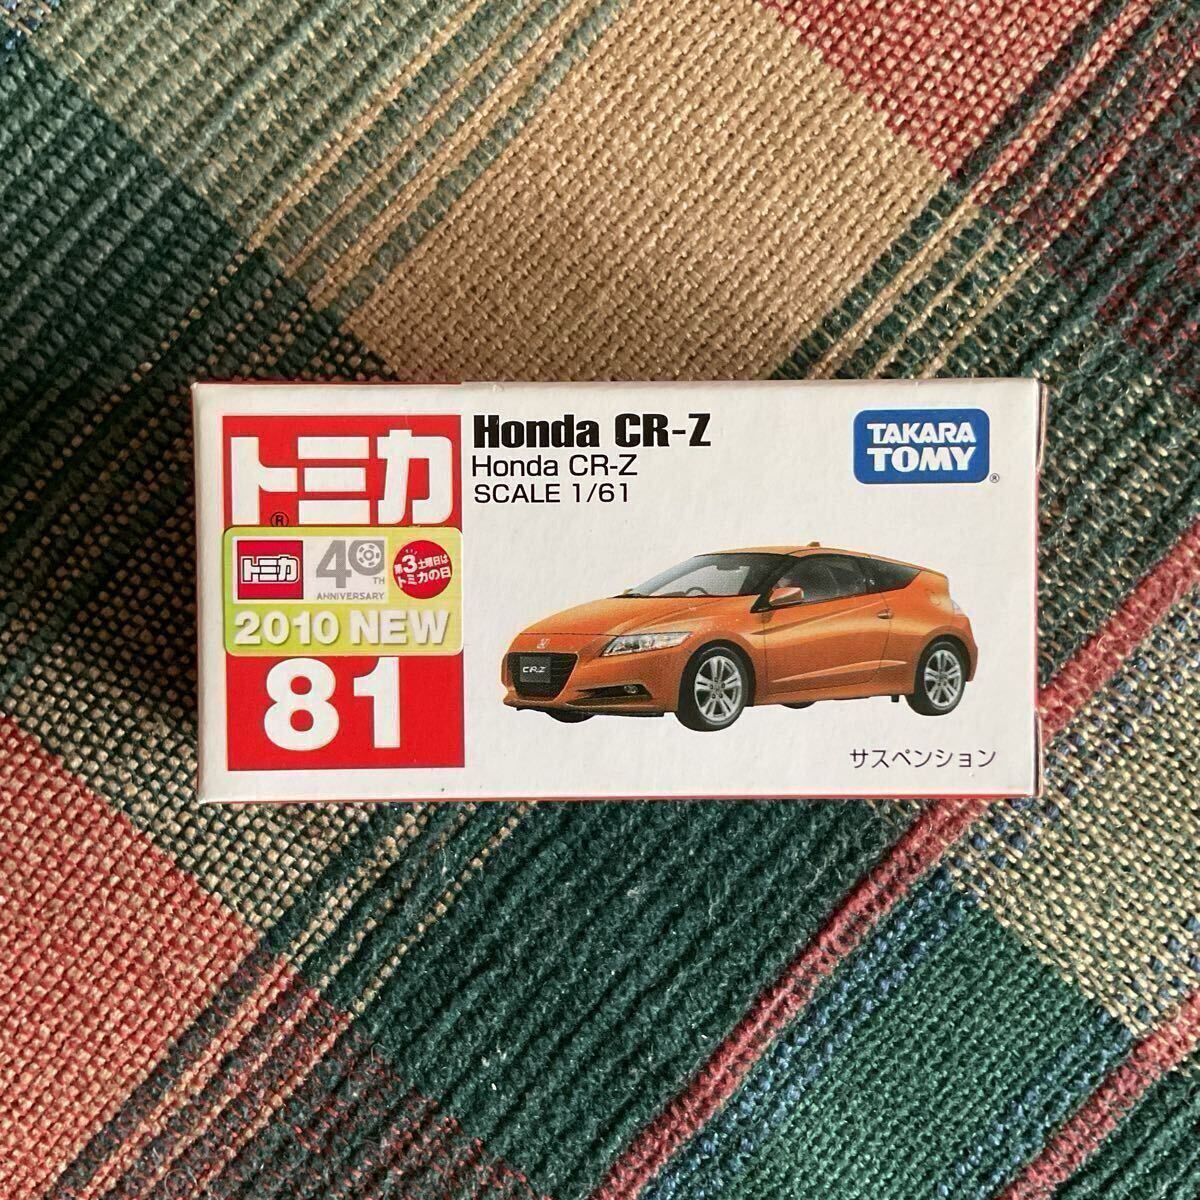 トミカ
®
トミカ
40
TH
ANNIVERSARY
第3土曜日は
トミカの日
2010 NEW
81
Honda CR-Z
Honda CR-Z
SCALE 1/61
TAKARA
TOMY
®
CR-Z
サスペンション